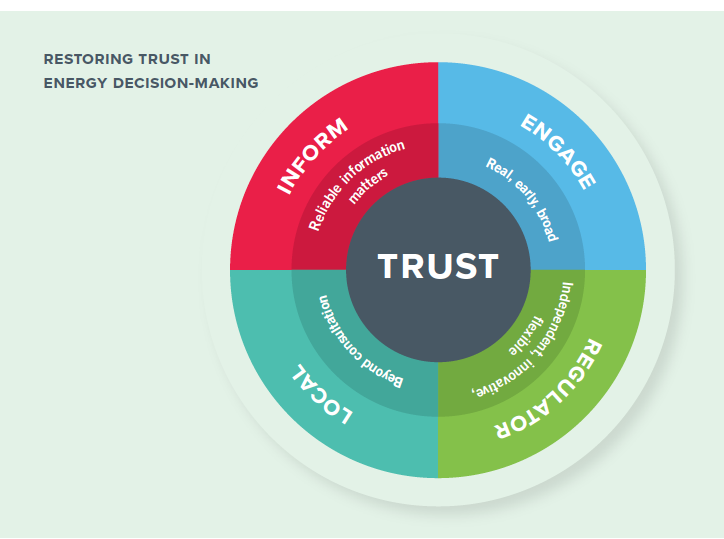 RESTORING TRUST IN
ENERGY DECISION-MAKING
INFORM
Reliable information
matters
ENGAGE
Real, early, broad
TRUST
LOCAL
Beyond consultation
REGULATOR
Independent, innovative,
flexible